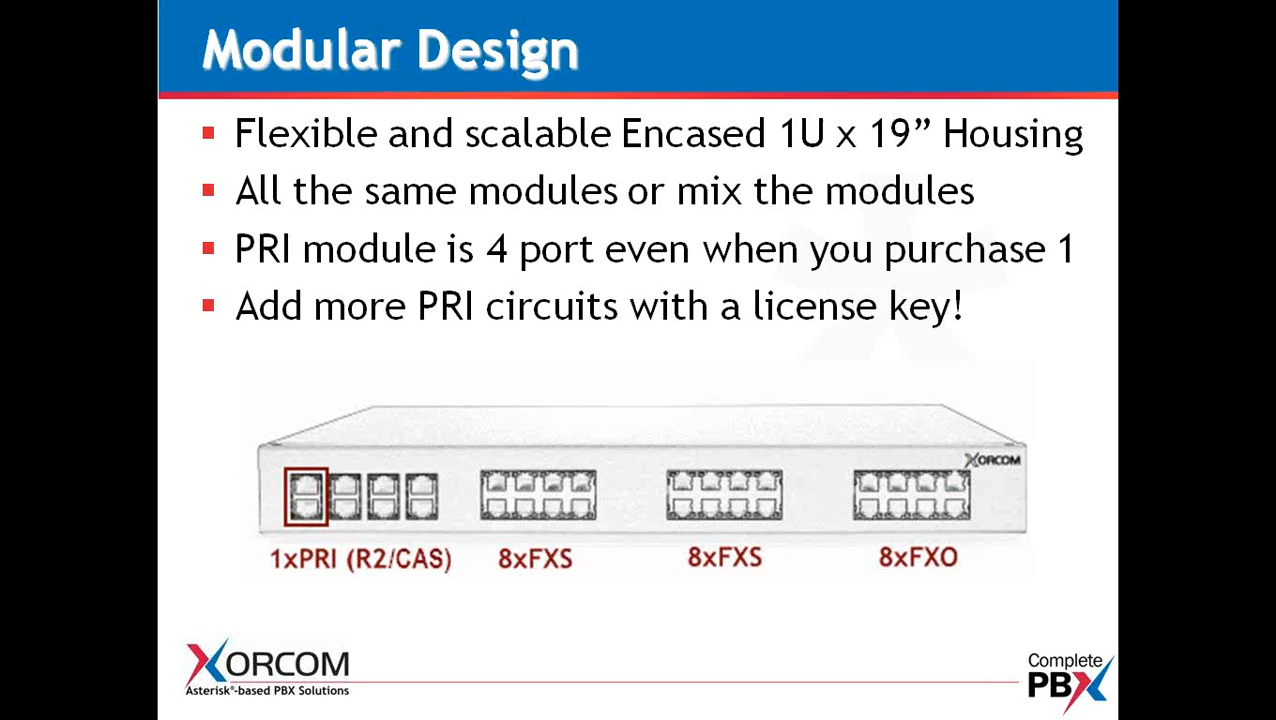 Modular Design
Flexible and scalable Encased 1U x 19” Housing
All the same modules or mix the modules
PRI module is 4 port even when you purchase 1
Add more PRI circuits with a license key!
XORCOM
1xPRI (R2/CAS) 8xFXS 8xFXS 8xFXO
XORCOM
Asterisk®-based PBX Solutions
Complete
PBX